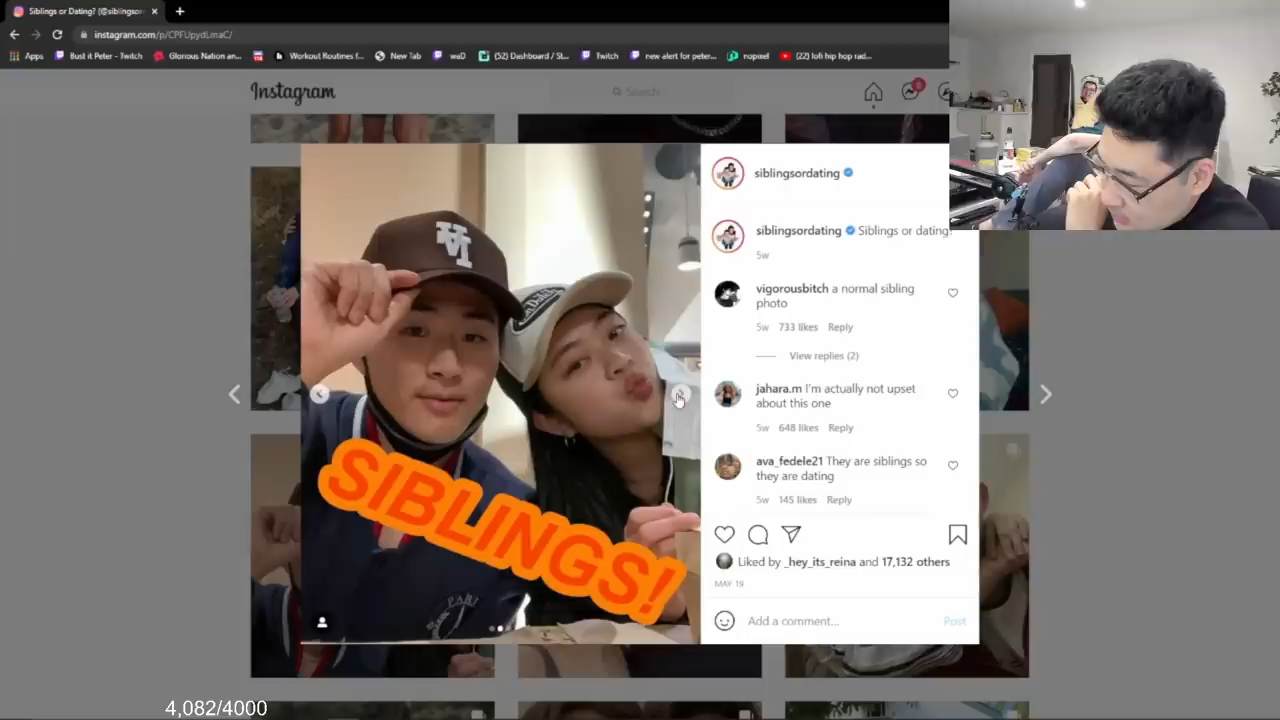 Siblings or Dating? (@siblingsor
instagram.com/p/CPFUpydLmaC/
Apps
Bust it Peter - Twitch
Glorious Nation an...
Workout Routines f...
New Tab
waD
(52) Dashboard / St...
Twitch
new alert for peter...
nopixel
(22) lofi hip hop rad...
Instagram
Search
siblingsordating
siblingsordating Siblings or dating
5w
vigorousbitch a normal sibling
photo
5w 733 likes Reply
View replies (2)
jahara.m I'm actually not upset
about this one
5w 648 likes Reply
ava_fedele21 They are siblings so
they are dating
5w 145 likes Reply
SIBLINGS!
Liked by _hey_its_reina and 17,132 others
MAY 19
Add a comment...
Post
4,082/4000